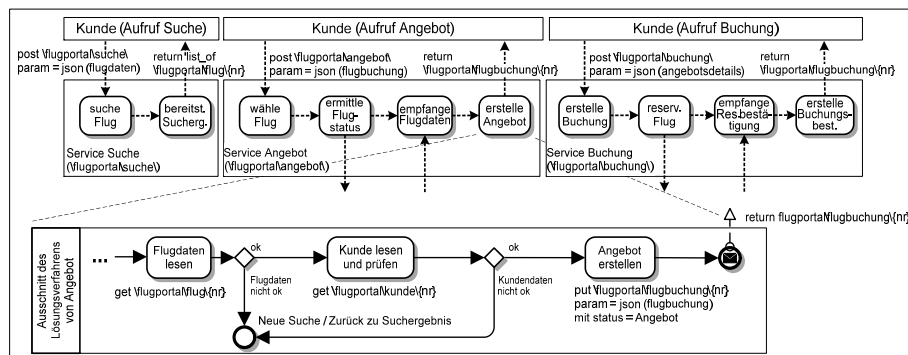 Kunde (Aufruf Suche)
Kunde (Aufruf Angebot)
Kunde (Aufruf Buchung)
post \flugportal\suche\
param = json (flugdaten)
return list_of
\flugportal\flug\{nr}
post \flugportal\angebot\
param = json (flugbuchung)
return
\flugportal\flugbuchung\{nr}
post \flugportal\buchung\
param = json (angebotsdetails)
return
\flugportal\flugbuchung\{nr}
suche
Flug
bereitst.
Sucherg.
wähle
Flug
ermittle
Flug-
status
empfange
Flugdaten
erstelle
Angebot
erstelle
Buchung
reserv.
Flug
empfange
Res.bestä-
tigung
erstelle
Buchungs-
best.
Service Suche
(\flugportal\suche\)
Service Angebot
(\flugportal\angebot\)
Service Buchung
(\flugportal\buchung\)
return flugportal\flugbuchung\{nr}
Ausschnitt des
Lösungsverfahrens
von Angebot
...
Flugdaten
lesen
ok
Kunde lesen
und prüfen
ok
Angebot
erstellen
get \flugportal\flug\{nr}
Flugdaten
nicht ok
get \flugportal\kunde\{nr}
Kundendaten
nicht ok
put \flugportal\flugbuchung\{nr}
param = json (flugbuchung)
mit status = Angebot
Neue Suche / Zurück zu Suchergebnis